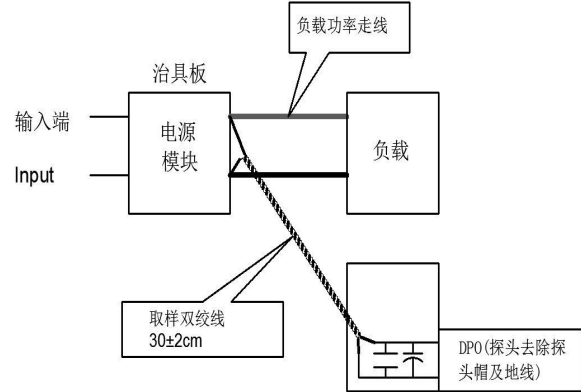 负载功率走线
治具板
输入端
电源
模块
负载
Input
取样双绞线
30±2cm
DPO(探头去除探
头帽及地线)